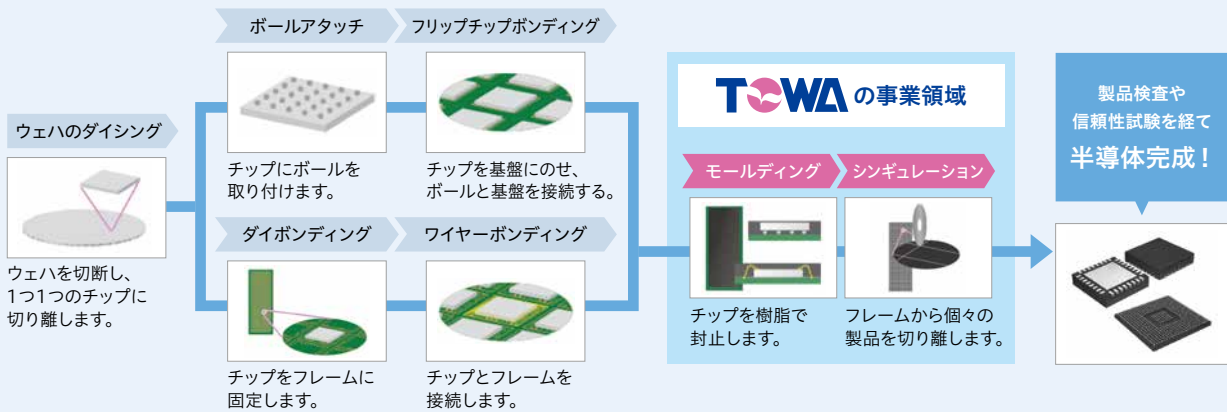 ウェハのダイシング
ウェハを切断し、
1つ1つのチップに
切り離します。
ボールアタッチ
チップにボールを
取り付けます。
フリップチップボンディング
チップを基盤にのせ、
ボールと基盤を接続する。
ダイボンディング
チップをフレームに
固定します。
ワイヤーボンディング
チップとフレームを
接続します。
TOWA の事業領域
モールディング
チップを樹脂で
封止します。
シンギュレーション
フレームから個々の
製品を切り離します。
製品検査や
信頼性試験を経て
半導体完成！